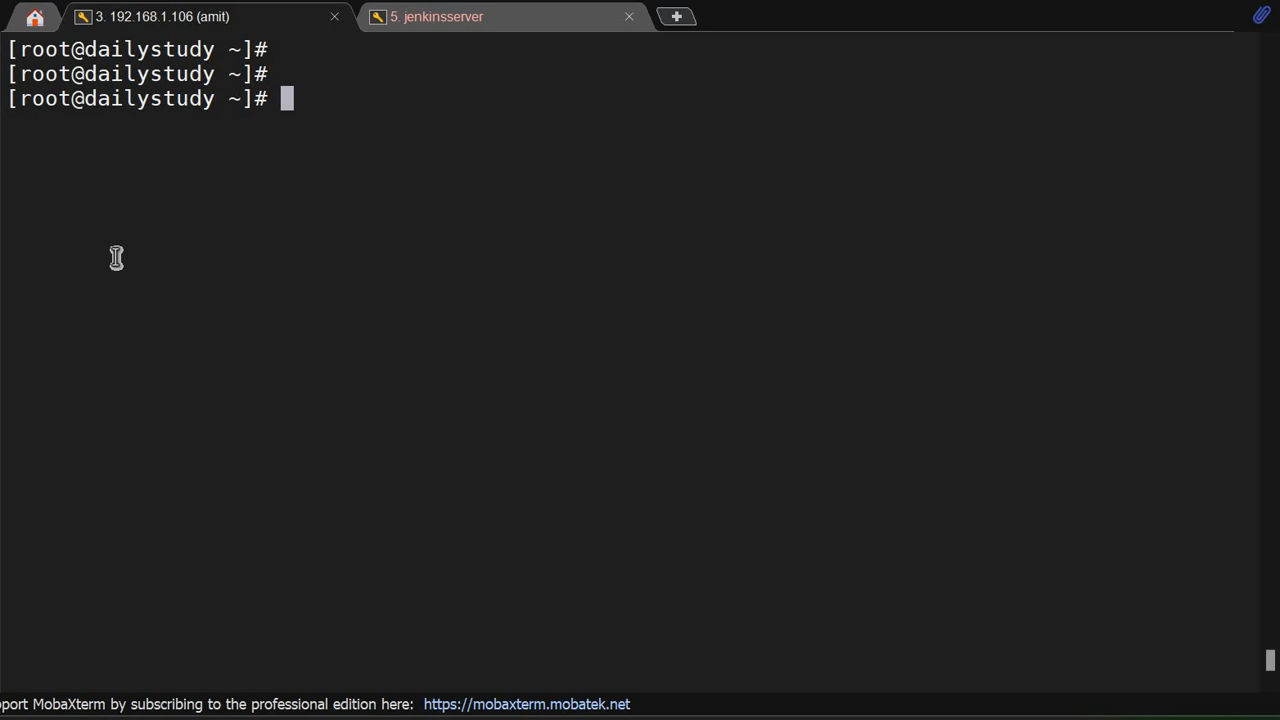 3. 192.168.1.106 (amit)
5. jenkinsserver
[root@dailystudy ~]#
[root@dailystudy ~]#
[root@dailystudy ~]#
pport MobaXterm by subscribing to the professional edition here: https://mobaxterm.mobatek.net